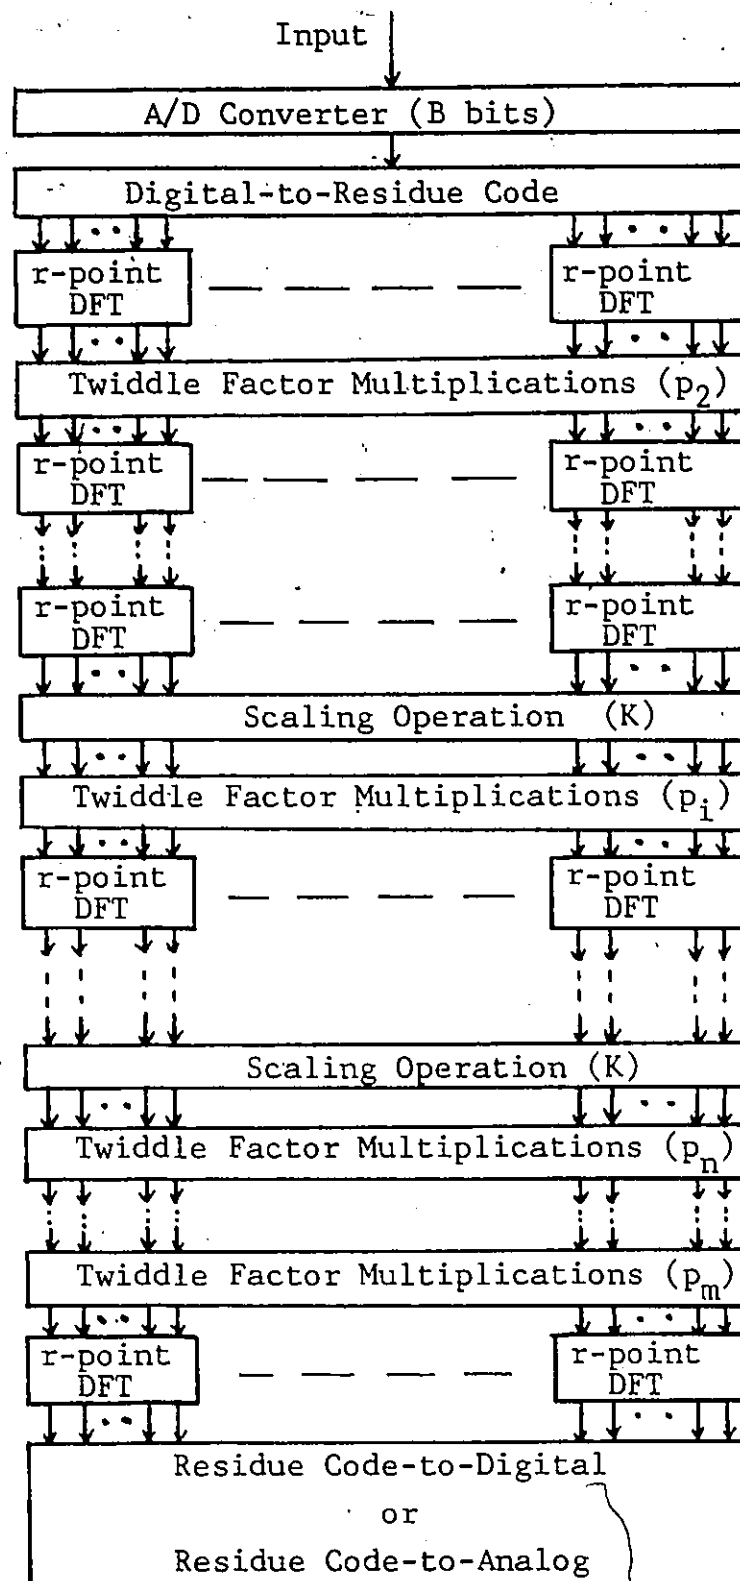 Input
A/D Converter (B bits)
Digital-to-Residue Code
r-point DFT r-point DFT
Twiddle Factor Multiplications (p2)
r-point DFT r-point DFT
r-point DFT r-point DFT
Scaling Operation (K)
Twiddle Factor Multiplications (pi)
r-point DFT r-point DFT
Scaling Operation (K)
Twiddle Factor Multiplications (pn)
Twiddle Factor Multiplications (pm)
r-point DFT r-point DFT
Residue Code-to-Digital
or
Residue Code-to-Analog